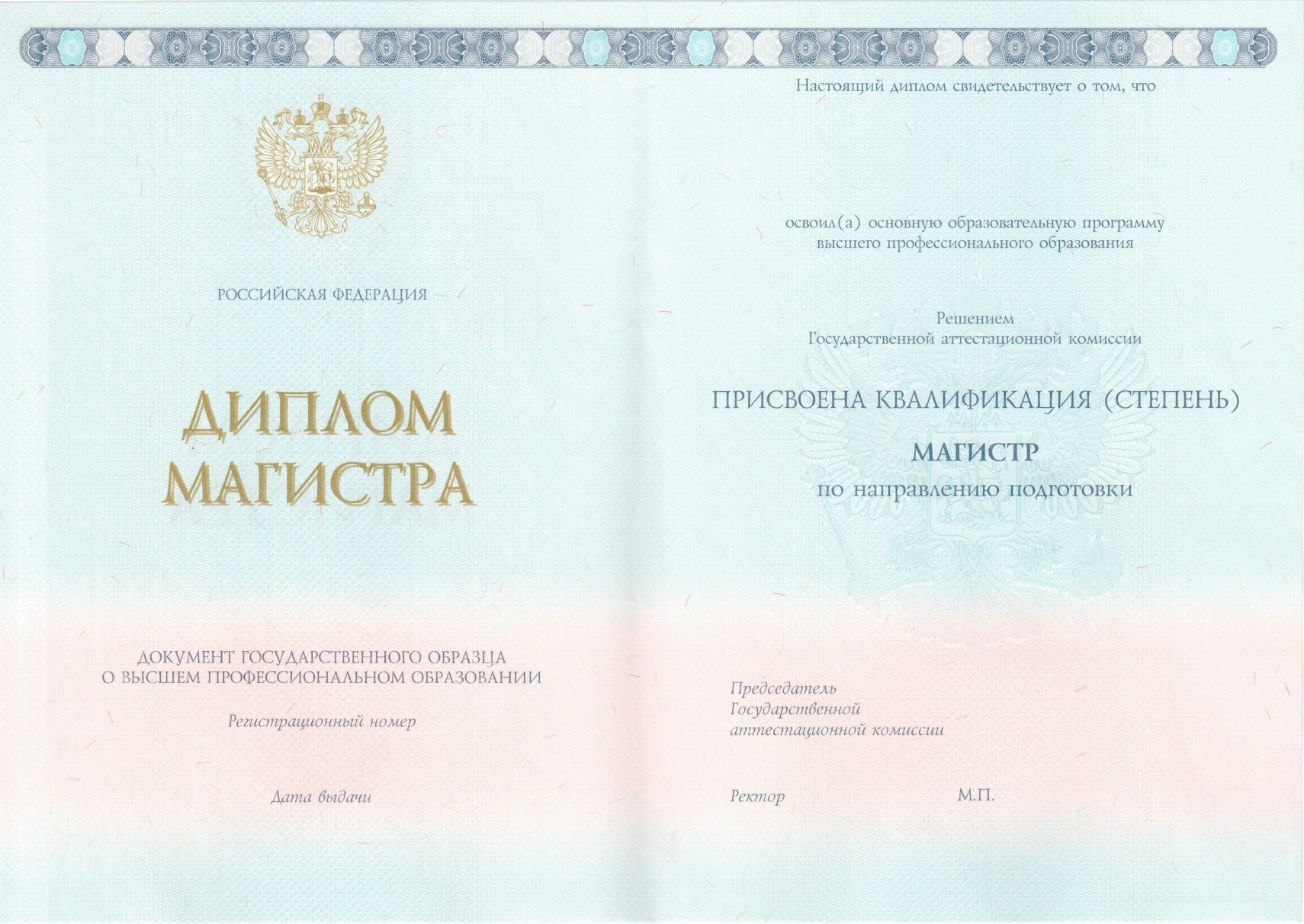 РОССИЙСКАЯ ФЕДЕРАЦИЯ
ДИПЛОМ
МАГИСТРА
ДОКУМЕНТ ГОСУДАРСТВЕННОГО ОБРАЗЦА
О ВЫСШЕМ ПРОФЕССИОНАЛЬНОМ ОБРАЗОВАНИИ
Регистрационный номер
Дата выдачи
Настоящий диплом свидетельствует о том, что
освоил(а) основную образовательную программу
высшего профессионального образования
Решением
Государственной аттестационной комиссии
ПРИСВОЕНА КВАЛИФИКАЦИЯ (СТЕПЕНЬ)
МАГИСТР
по направлению подготовки
Председатель
Государственной
аттестационной комиссии
Ректор М.П.